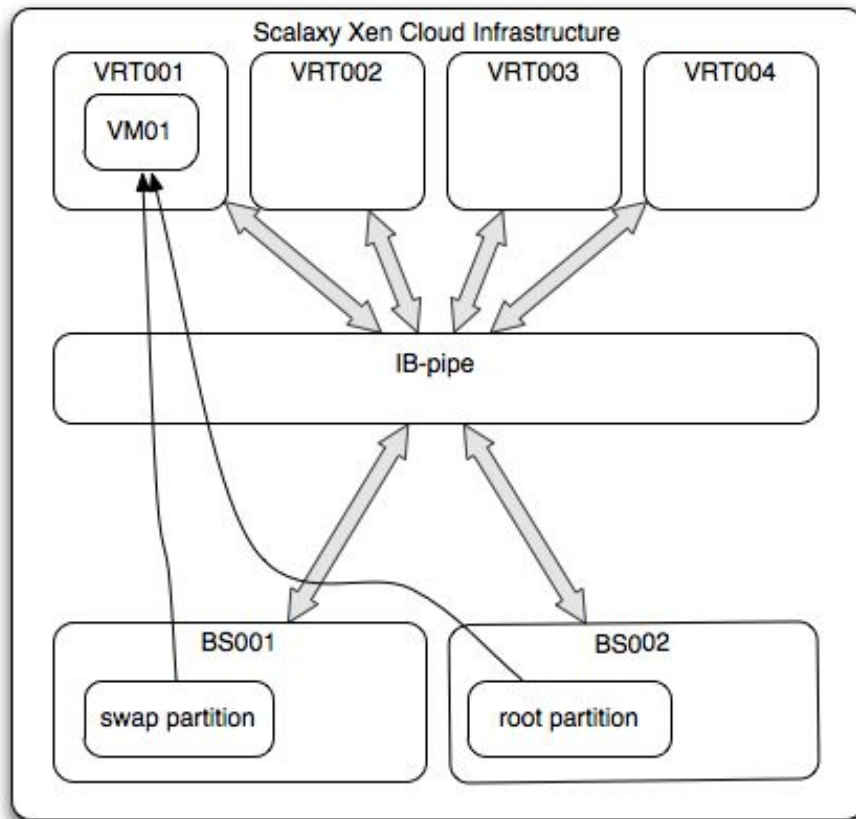 Scalaxy Xen Cloud Infrastructure
VRT001
VRT002
VRT003
VRT004
VM01
IB-pipe
BS001
BS002
swap partition
root partition